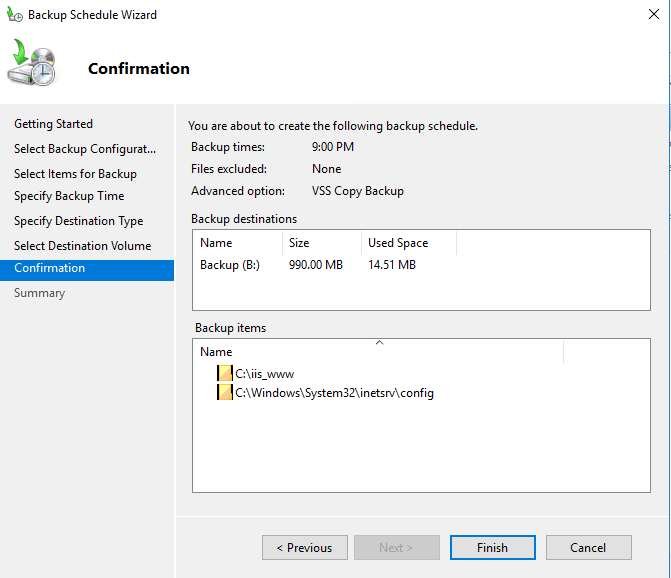 Backup Schedule Wizard
Confirmation
Getting Started
Select Backup Configurat...
Select Items for Backup
Specify Backup Time
Specify Destination Type
Select Destination Volume
Confirmation
Summary
You are about to create the following backup schedule.
Backup times: 9:00 PM
Files excluded: None
Advanced option: VSS Copy Backup
Backup destinations
Name Size Used Space
Backup (B:) 990.00 MB 14.51 MB
Backup items
Name
C:\iis_www
C:\Windows\System32\inetsrv\config
< Previous Next > Finish Cancel